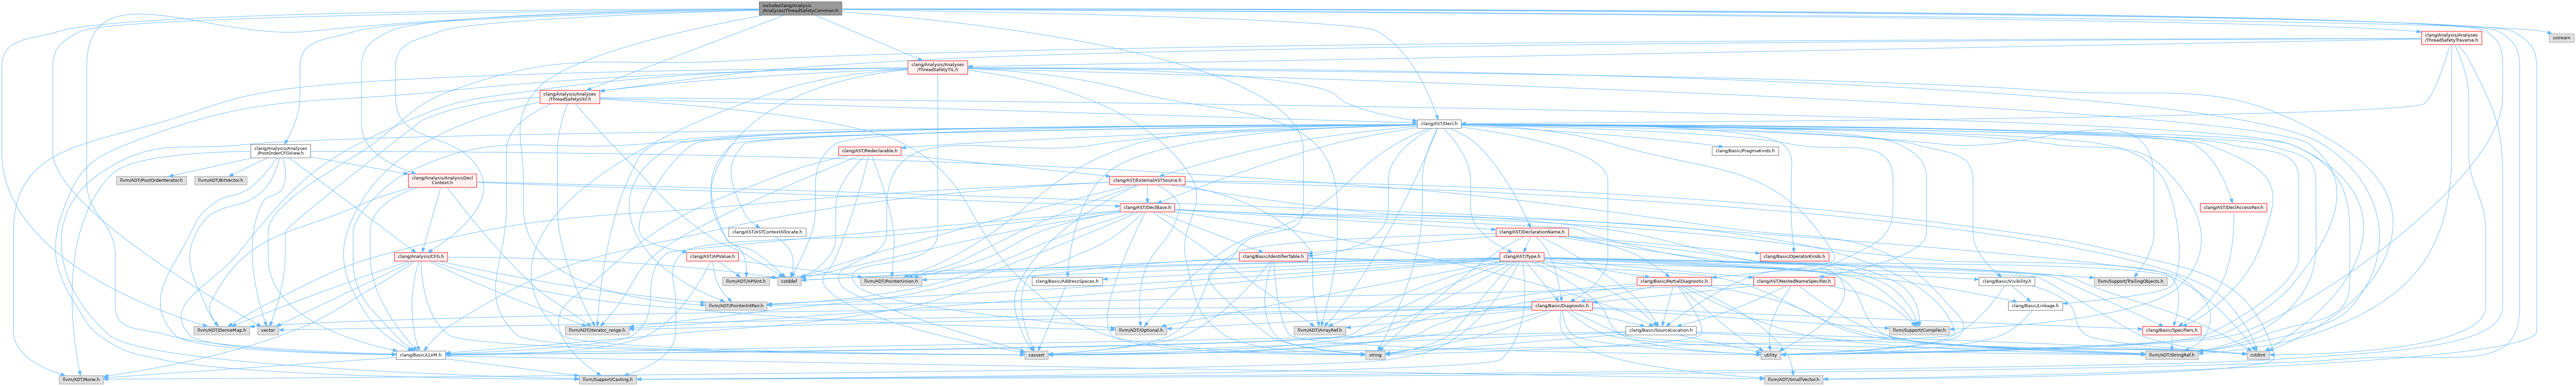 include/clang/Analysis
/Analyses/ThreadSafetyCommon.h
sstream
clang/Analysis/Analyses
/ThreadSafetyTraverse.h
clang/Analysis/Analyses
/ThreadSafetyTIL.h
clang/Analysis/Analyses
/ThreadSafetyUtil.h
clang/AST/Decl.h
clang/Analysis/Analyses
/PostOrderCFGView.h
clang/AST/Redeclarable.h
clang/Basic/PragmaKinds.h
llvm/ADT/PostOrderIterator.h
llvm/ADT/BitVector.h
clang/Analysis/AnalysisDecl
Context.h
clang/AST/ExternalASTSource.h
clang/AST/DeclBase.h
clang/AST/DeclAccessPair.h
clang/AST/ASTContextAllocate.h
clang/AST/DeclarationName.h
clang/Analysis/CFG.h
clang/AST/APValue.h
clang/Basic/IdentifierTable.h
clang/AST/Type.h
clang/Basic/OperatorKinds.h
llvm/ADT/APSInt.h
cstddef
llvm/ADT/PointerUnion.h
clang/Basic/AddressSpaces.h
clang/Basic/PartialDiagnostic.h
clang/AST/NestedNameSpecifier.h
clang/Basic/Visibility.h
llvm/Support/TrailingObjects.h
llvm/ADT/PointerIntPair.h
clang/Basic/Diagnostic.h
clang/Basic/Linkage.h
llvm/ADT/DenseMap.h
vector
llvm/ADT/iterator_range.h
llvm/ADT/Optional.h
llvm/ADT/ArrayRef.h
clang/Basic/SourceLocation.h
llvm/Support/Compiler.h
clang/Basic/Specifiers.h
clang/Basic/LLVM.h
cassert
string
utility
llvm/ADT/StringRef.h
cstdint
llvm/ADT/None.h
llvm/Support/Casting.h
llvm/ADT/SmallVector.h